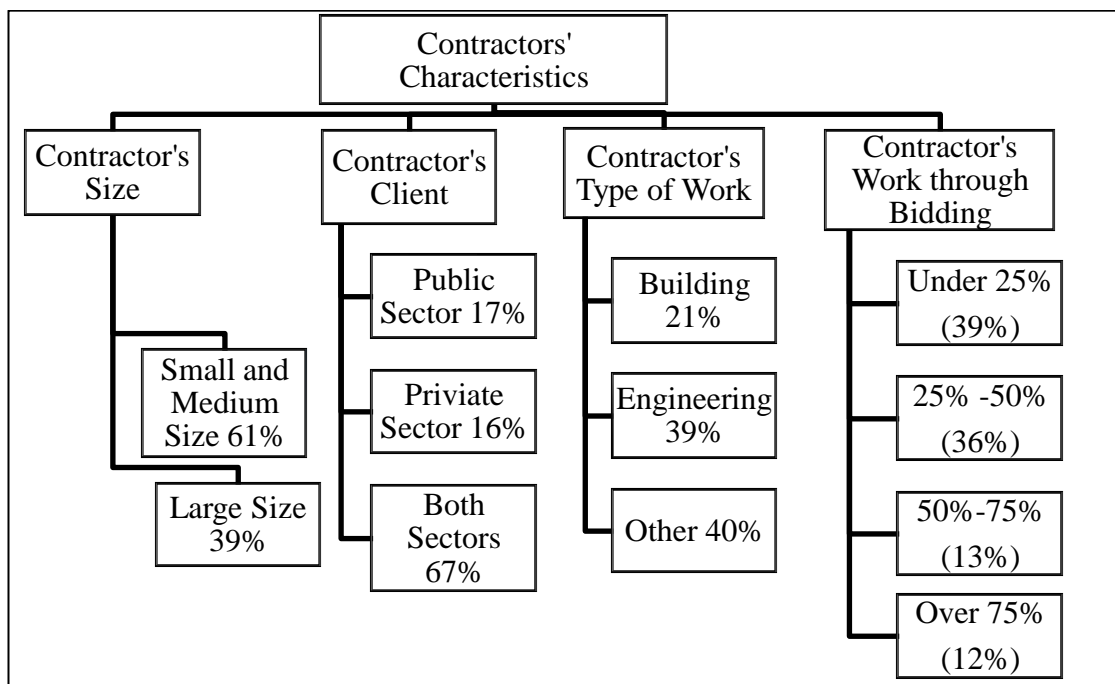 Contractors'
Characteristics
Contractor's
Size
Small and
Medium
Size 61%
Large Size
39%
Contractor's
Client
Public
Sector 17%
Priviate
Sector 16%
Both
Sectors
67%
Contractor's
Type of Work
Building
21%
Engineering
39%
Other 40%
Contractor's
Work through
Bidding
Under 25%
(39%)
25% -50%
(36%)
50%-75%
(13%)
Over 75%
(12%)